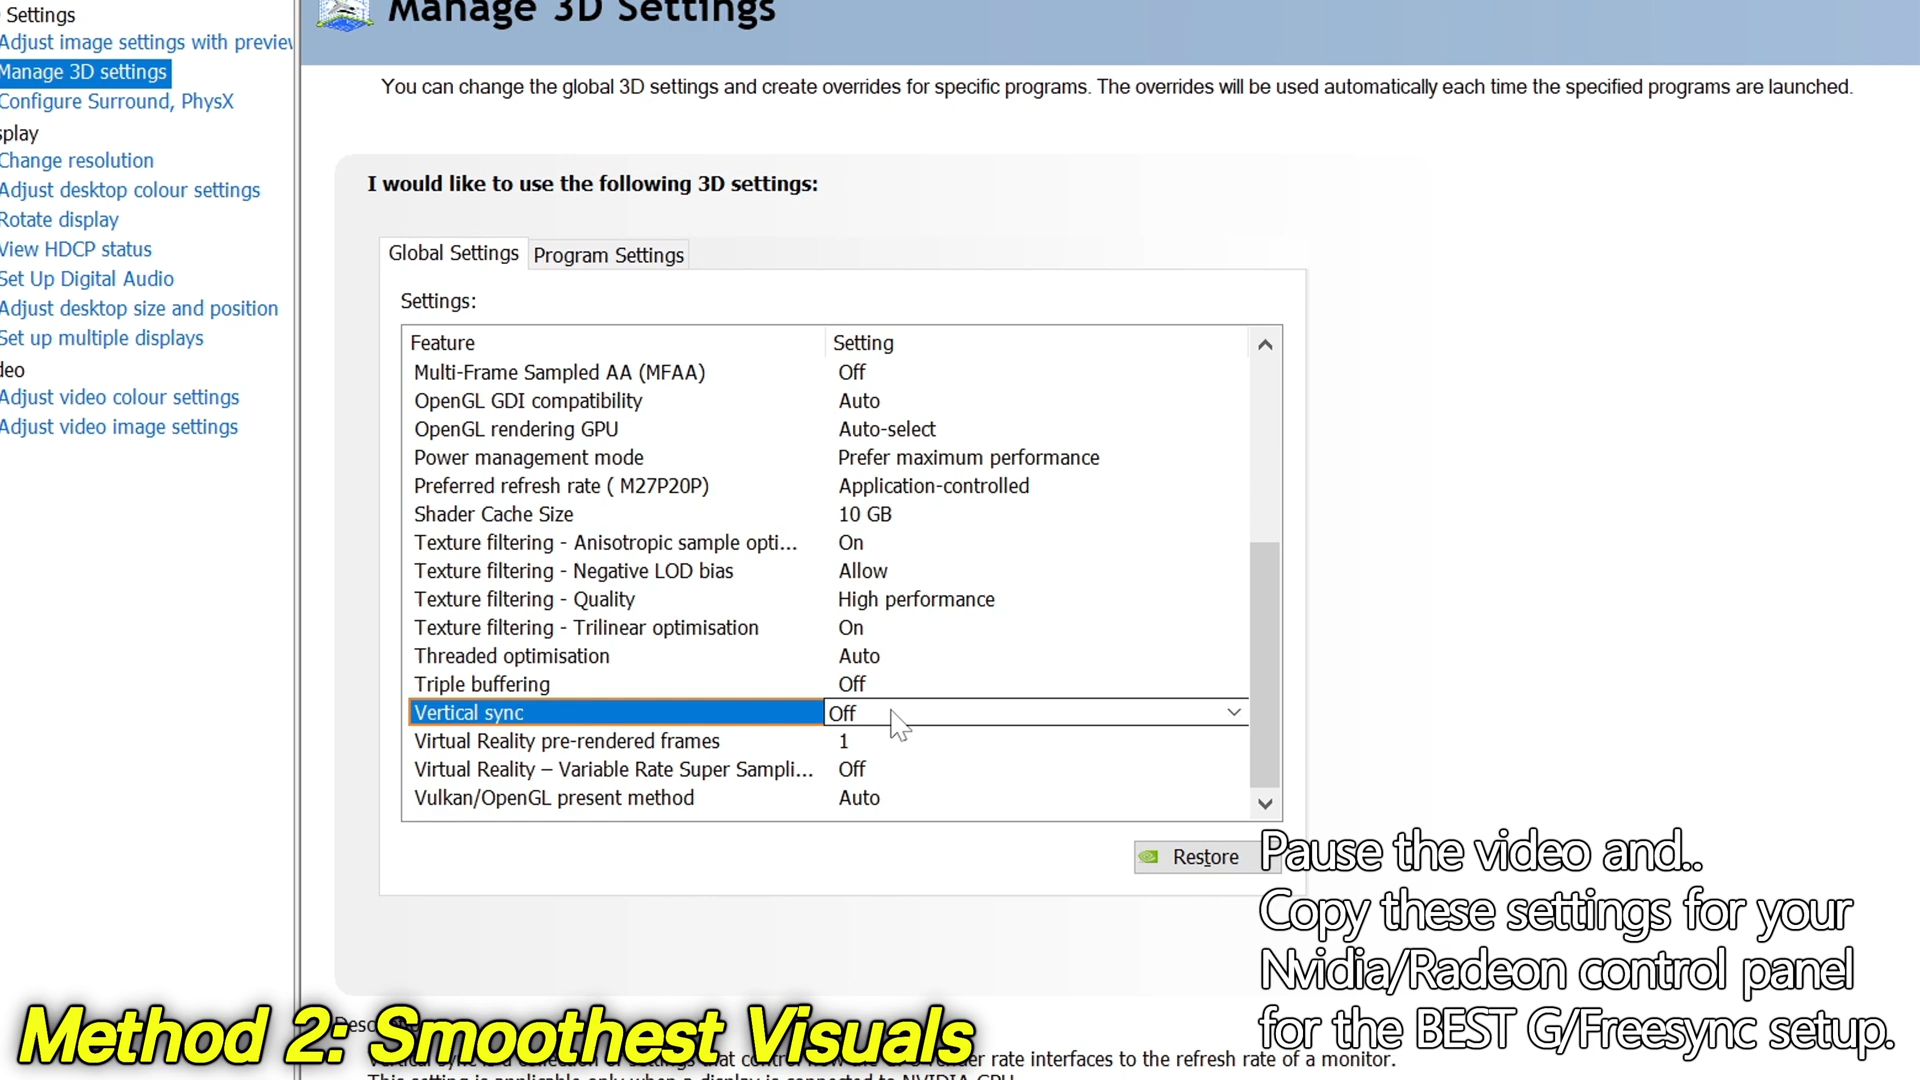 Settings
Adjust image settings with preview
Manage 3D settings
Configure Surround, PhysX
splay
Change resolution
Adjust desktop colour settings
Rotate display
View HDCP status
Set Up Digital Audio
Adjust desktop size and position
Set up multiple displays
deo
Adjust video colour settings
Adjust video image settings
Manage 3D Settings
You can change the global 3D settings and create overrides for specific programs. The overrides will be used automatically each time the specified programs are launched.
I would like to use the following 3D settings:
Global Settings
Program Settings
Settings:
Feature Setting
Multi-Frame Sampled AA (MFAA) Off
OpenGL GDI compatibility Auto
OpenGL rendering GPU Auto-select
Power management mode Prefer maximum performance
Preferred refresh rate ( M27P20P) Application-controlled
Shader Cache Size 10 GB
Texture filtering - Anisotropic sample opti... On
Texture filtering - Negative LOD bias Allow
Texture filtering - Quality High performance
Texture filtering - Trilinear optimisation On
Threaded optimisation Auto
Triple buffering Off
Vertical sync Off
Virtual Reality pre-rendered frames 1
Virtual Reality – Variable Rate Super Sampli... Off
Vulkan/OpenGL present method Auto
Restore
Pause the video and..
Copy these settings for your
Nvidia/Radeon control panel
for the BEST G/Freesync setup.
Method 2: Smoothest Visuals
rate interfaces to the refresh rate of a monitor.